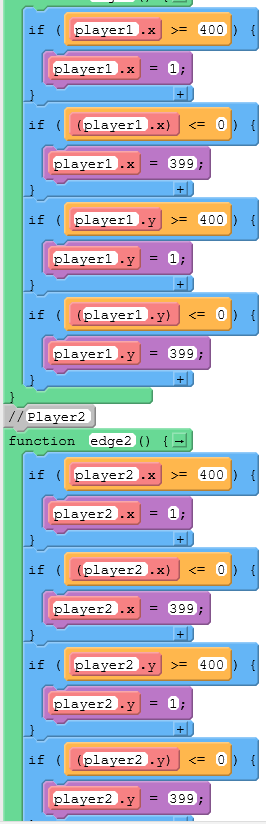 if ( player1.x >= 400 ) {
player1.x = 1;
}
if ( (player1.x) <= 0 ) {
player1.x = 399;
}
if ( player1.y >= 400 ) {
player1.y = 1;
}
if ( (player1.y) <= 0 ) {
player1.y = 399;
}
}
//Player2
function edge2() { →
if ( player2.x >= 400 ) {
player2.x = 1;
}
if ( (player2.x) <= 0 ) {
player2.x = 399;
}
if ( player2.y >= 400 ) {
player2.y = 1;
}
if ( (player2.y) <= 0 ) {
player2.y = 399;